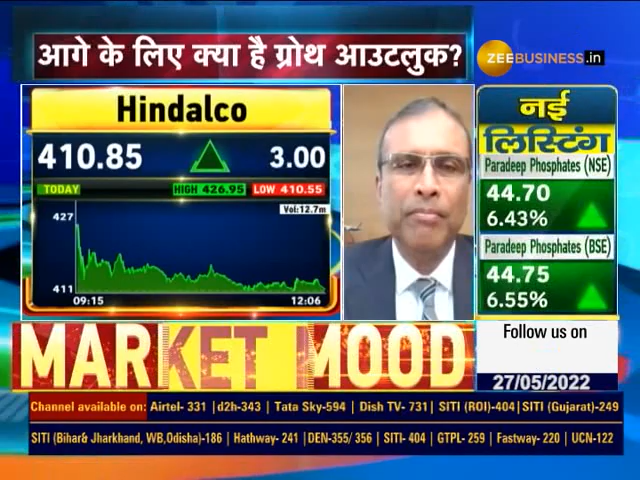 आगे के लिए क्या है ग्रोथ आउटलुक?
ZEEBUSINESS.in
Hindalco
410.85 3.00
TODAY HIGH 426.95 LOW 410.55
Vol:12.7m
427
411
09:15 12:06
नई
लिस्टिंग
Paradeep Phosphates (NSE)
44.70
6.43%
Paradeep Phosphates (BSE)
44.75
6.55%
MARKET MOOD
Follow us on
27/05/2022
Channel available on: Airtel- 331 |d2h-343 | Tata Sky-594 | Dish TV- 731| SITI (ROI)-404|SITI (Gujarat)-249
SITI (Bihar& Jharkhand, WB,Odisha)-186 | Hathway- 241 |DEN-355/ 356 | SITI- 404 | GTPL- 259 | Fastway- 220 | UCN-122